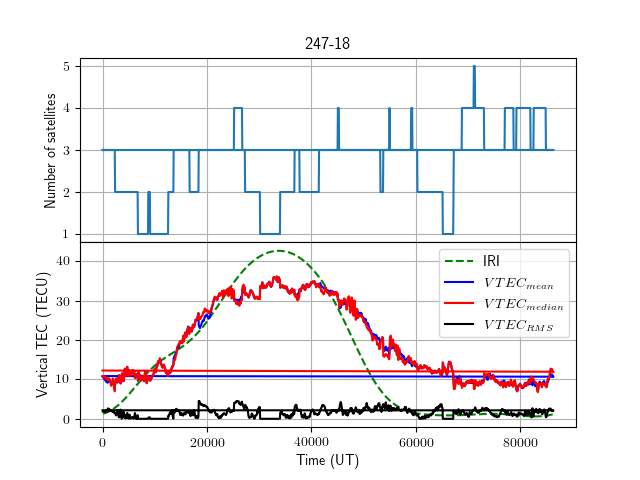 247-18
Number of satellites
5
4
3
2
1
Vertical TEC (TECU)
40
30
20
10
0
IRI
VTEC_mean
VTEC_median
VTEC_RMS
0 20000 40000 60000 80000
Time (UT)